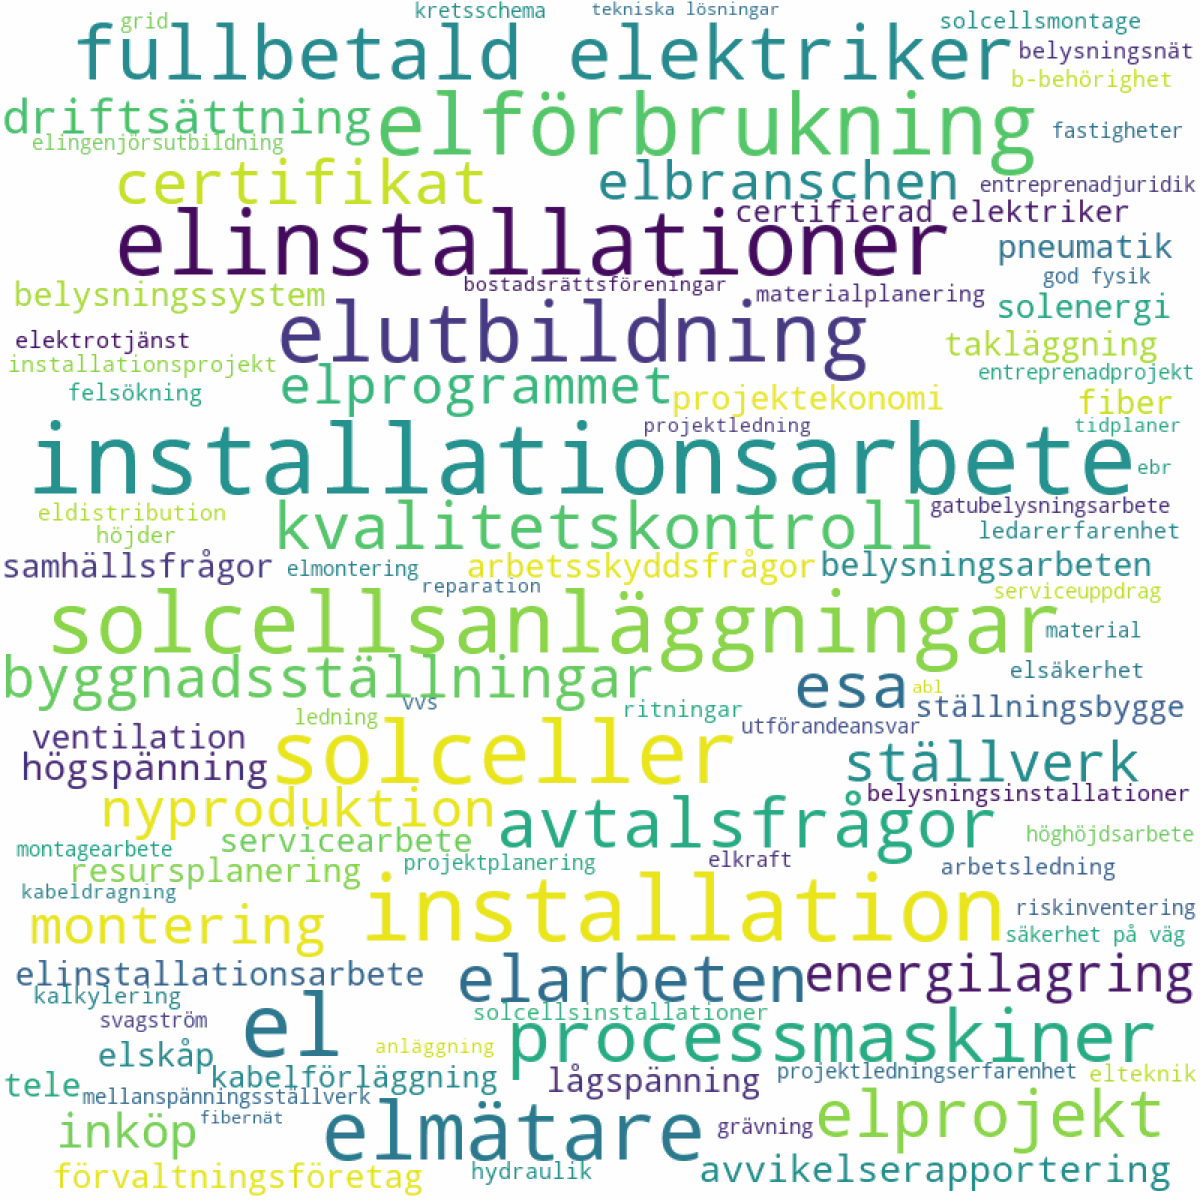 grid
kretsschema
tekniska lösningar
solcellsmontage
fullbetald elektriker
belysningsnät
b-behörighet
driftsättning
elförbrukning
fastigheter
elingenjörsutbildning
certifikat
elbranschen
entreprenadjuridik
elinstallationer
certifierad elektriker
pneumatik
god fysik
belysningssystem
bostadsrättsföreningar
materialplanering
solenergi
elektrotjänst
elutbildning
takläggning
installationsprojekt
elprogrammet
entreprenadprojekt
felsökning
projektekonomi
fiber
projektledning
tidplaner
installationsarbete
ebr
eldistribution
kvalitetskontroll
gatubelysningsarbete
höjder
ledarerfarenhet
samhällsfrågor
elmontering
arbetsskyddsfrågor
belysningsarbeten
reparation
serviceuppdrag
solcellsanläggningar
material
byggnadsställningar
elsäkerhet
esa
abl
vvs
ställningsbygge
ledning
ritningar
utförandeansvar
ventilation
solceller
högspänning
ställverk
nyproduktion
belysningsinstallationer
avtalsfrågor
servicearbete
höghöjdsarbete
montagearbete
projektplanering
elkraft
resursplanering
arbetsledning
kabeldragning
installation
montering
riskinventering
säkerhet på väg
elinstallationsarbete
elarbeten
energilagring
kalkylering
el
solcellsinstallationer
svagström
processmaskiner
elskåp
anläggning
tele
kabelförläggning
lågspänning
projektledningserfarenhet
elteknik
mellanspänningsställverk
elmätare
elprojekt
fibernät
inköp
grävning
förvaltningsföretag
hydraulik
avvikelserapportering